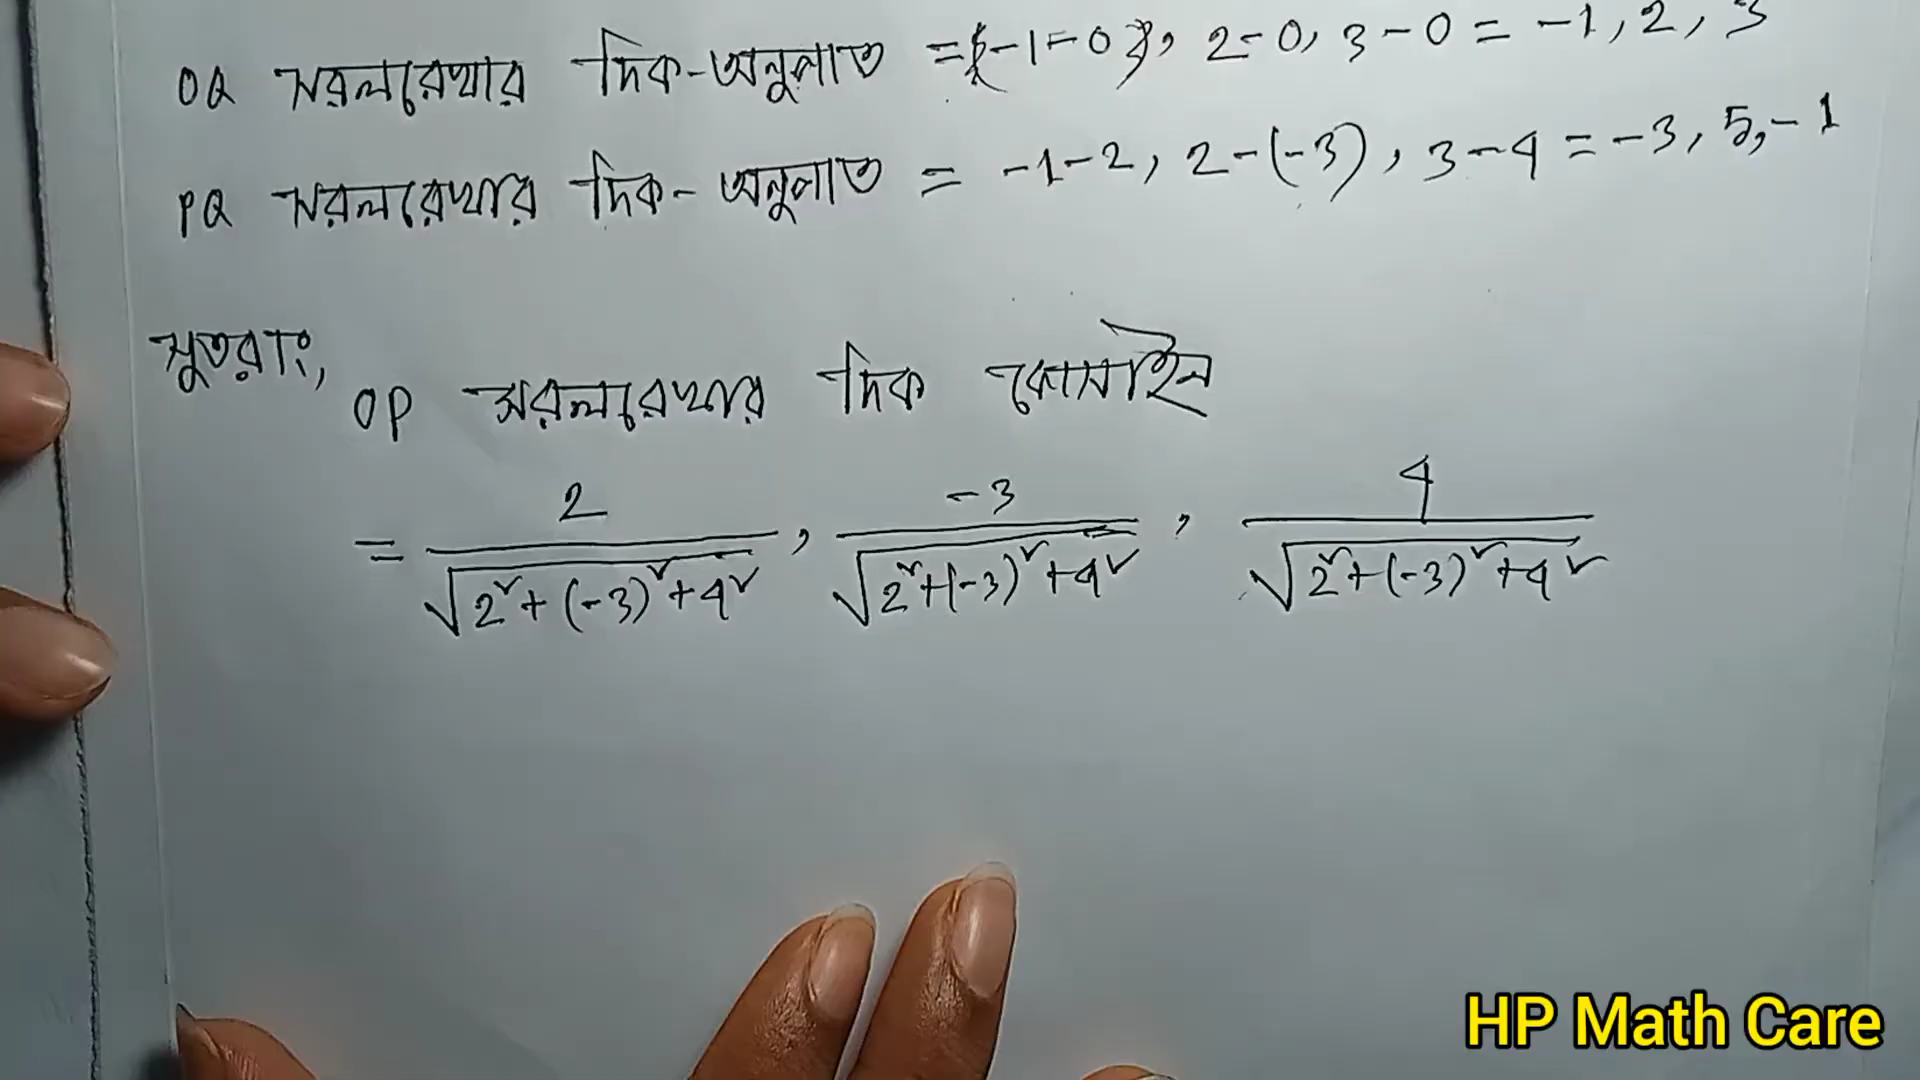 OQ সরলরেখার দিক-অনুপাত = {-1-0}, 2-0, 3-0 = -1, 2, 3
PQ সরলরেখার দিক-অনুপাত = -1-2, 2-(-3), 3-4 = -3, 5, -1
সুতরাং,
OP সরলরেখার দিক কোসাইন
= 2/√(2²+(-3)²+4²), -3/√(2²+(-3)²+4²), 4/√(2²+(-3)²+4²)
HP Math Care